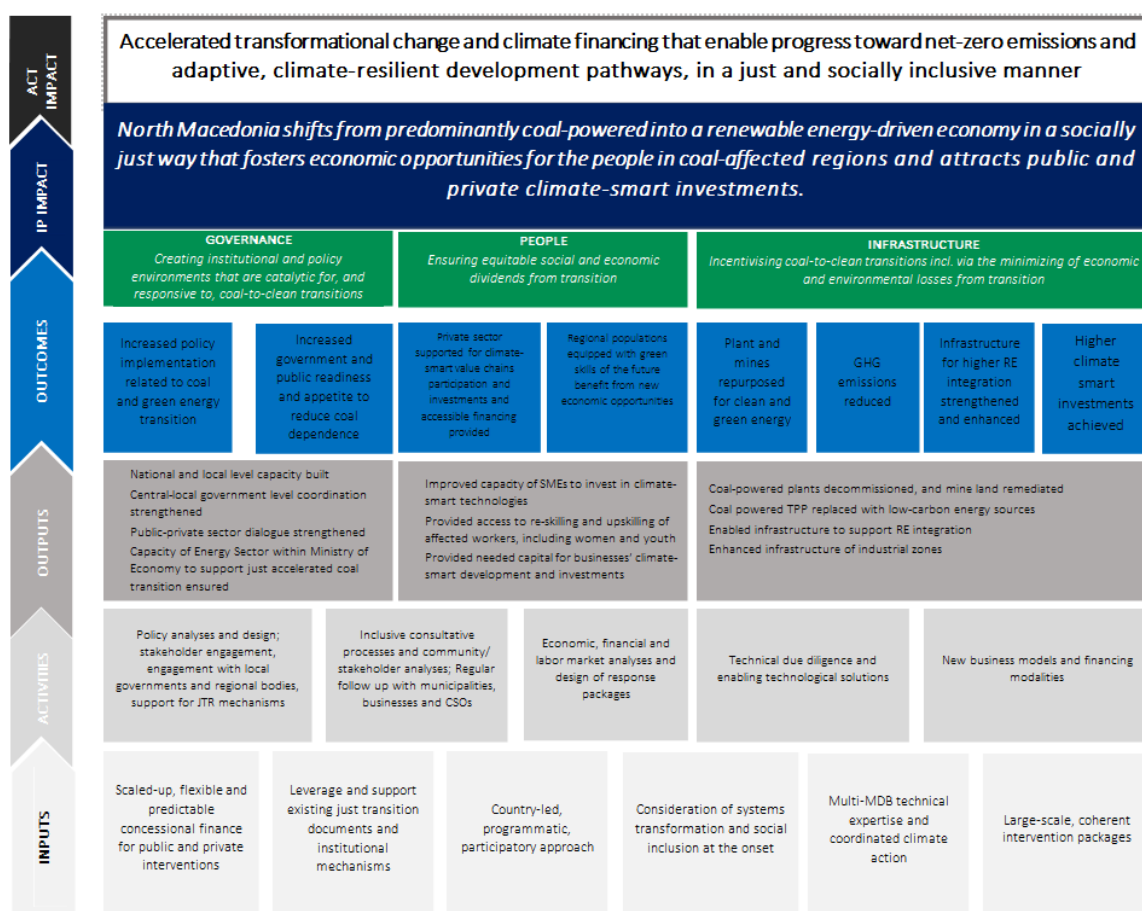 ACT
IMPACT
Accelerated transformational change and climate financing that enable progress toward net-zero emissions and
adaptive, climate-resilient development pathways, in a just and socially inclusive manner
IP IMPACT
North Macedonia shifts from predominantly coal-powered into a renewable energy-driven economy in a socially
just way that fosters economic opportunities for the people in coal-affected regions and attracts public and
private climate-smart investments.
GOVERNANCE
Creating institutional and policy
environments that are catalytic for, and
responsive to, coal-to-clean transitions
PEOPLE
Ensuring equitable social and economic
dividends from transition
INFRASTRUCTURE
Incentivising coal-to-clean transitions incl. via the minimizing of economic
and environmental losses from transition
OUTCOMES
Increased policy
implementation
related to coal
and green energy
transition
Increased
government and
public readiness
and appetite to
reduce coal
dependence
Private sector
supported for climate-
smart value chains
participation and
investments and
accessible financing
provided
Regional populations
equipped with green
skills of the future
benefit from new
economic opportunities
Plant and
mines
repurposed
for clean and
green energy
GHG
emissions
reduced
Infrastructure
for higher RE
integration
strengthened
and enhanced
Higher
climate
smart
investments
achieved
OUTPUTS
National and local level capacity built
Central-local government level coordination
strengthened
Public-private sector dialogue strengthened
Capacity of Energy Sector within Ministry of
Economy to support just accelerated coal
transition ensured
Improved capacity of SMEs to invest in climate-
smart technologies
Provided access to re-skilling and upskilling of
affected workers, including women and youth
Provided needed capital for businesses' climate-
smart development and investments
Coal-powered plants decommissioned, and mine land remediated
Coal powered TPP replaced with low-carbon energy sources
Enabled infrastructure to support RE integration
Enhanced infrastructure of industrial zones
ACTIVITIES
Policy analyses and design;
stakeholder engagement,
engagement with local
governments and regional bodies,
support for JTR mechanisms
Inclusive consultative
processes and community/
stakeholder analyses; Regular
follow up with municipalities,
businesses and CSOs
Economic, financial and
labor market analyses and
design of response
packages
Technical due diligence and
enabling technological solutions
New business models and financing
modalities
INPUTS
Scaled-up, flexible and
predictable
concessional finance
for public and private
interventions
Leverage and support
existing just transition
documents and
institutional
mechanisms
Country-led,
programmatic,
participatory approach
Consideration of systems
transformation and social
inclusion at the onset
Multi-MDB technical
expertise and
coordinated climate
action
Large-scale, coherent
intervention packages